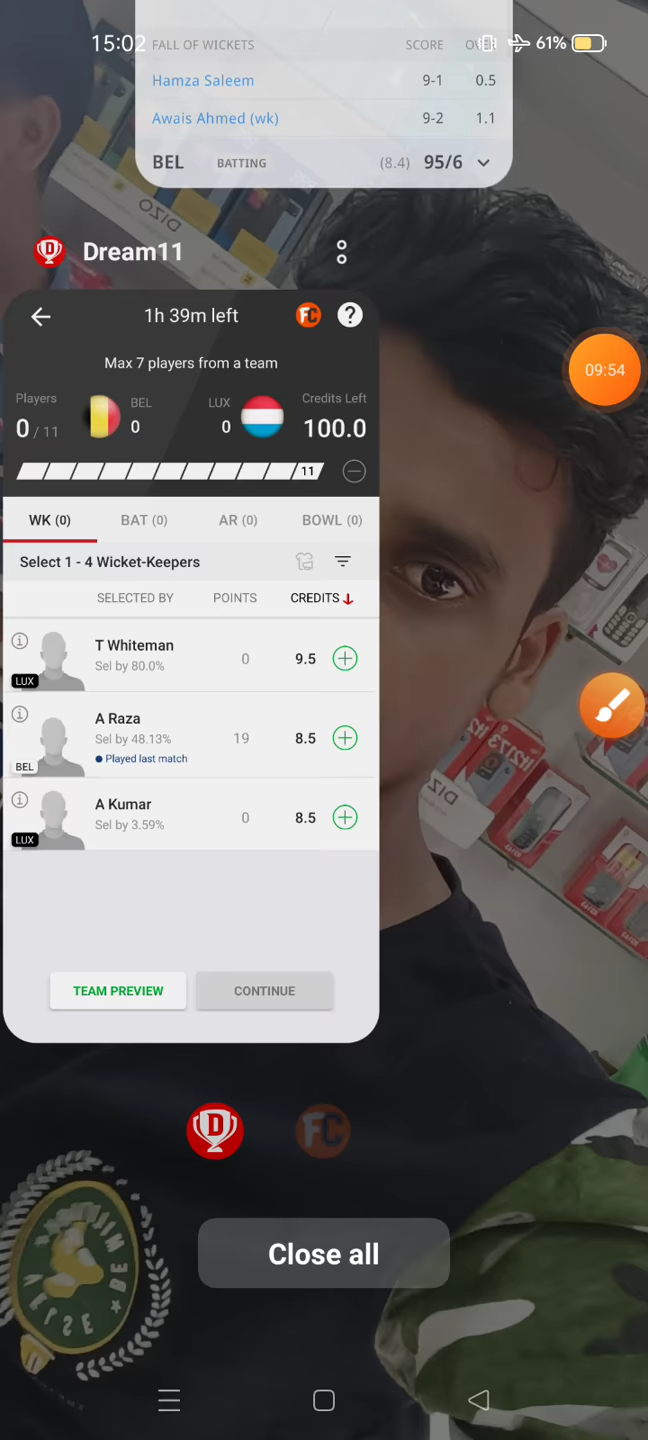 15:02
61%
FALL OF WICKETS SCORE
Hamza Saleem 9-1 0.5
Awais Ahmed (wk) 9-2 1.1
BEL BATTING (8.4) 95/6
DIZO
Dream11
1h 39m left FC ?
Max 7 players from a team
Players BEL LUX Credits Left
0 / 11 0 0 100.0
11
09:54
WK (0) BAT (0) AR (0) BOWL (0)
Select 1 - 4 Wicket-Keepers
SELECTED BY POINTS CREDITS
T Whiteman
Sel by 80.0% 0 9.5
LUX
A Raza
Sel by 48.13% 19 8.5
Played last match
BEL
A Kumar
Sel by 3.59% 0 8.5
LUX
DIZO
TEAM PREVIEW CONTINUE
D FC
Close all